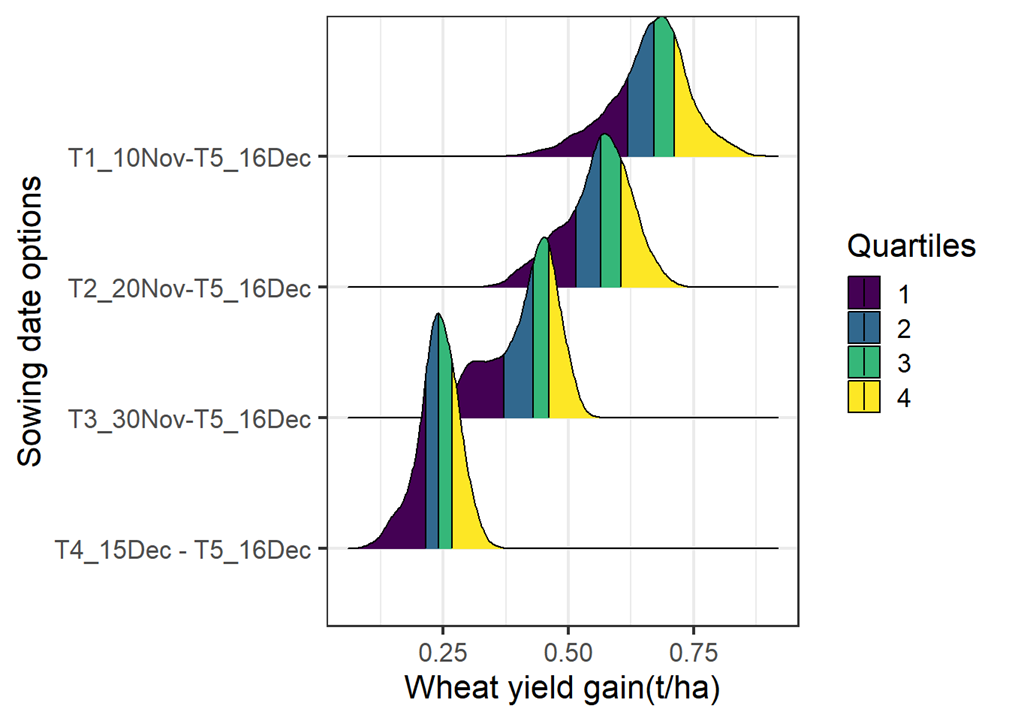 Sowing date options
T1_10Nov-T5_16Dec
T2_20Nov-T5_16Dec
T3_30Nov-T5_16Dec
T4_15Dec - T5_16Dec
0.25 0.50 0.75
Wheat yield gain(t/ha)
Quartiles
1
2
3
4